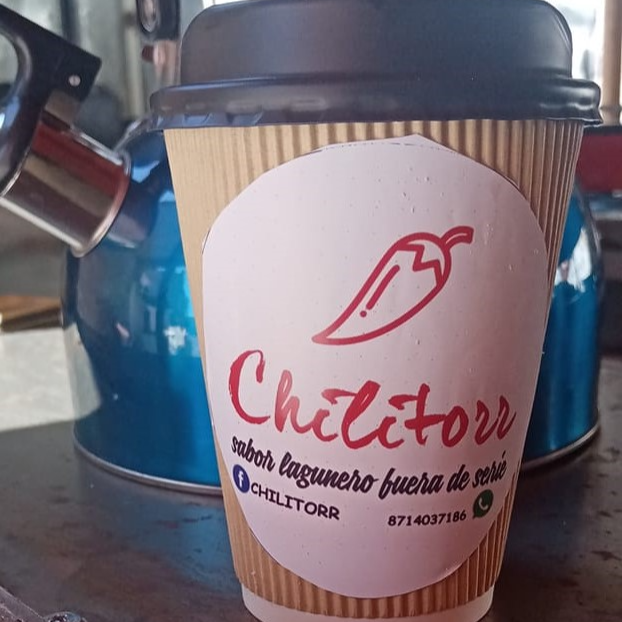 Chilitorr
sabor lagunero fuera de serie
CHILITORR
8714037186